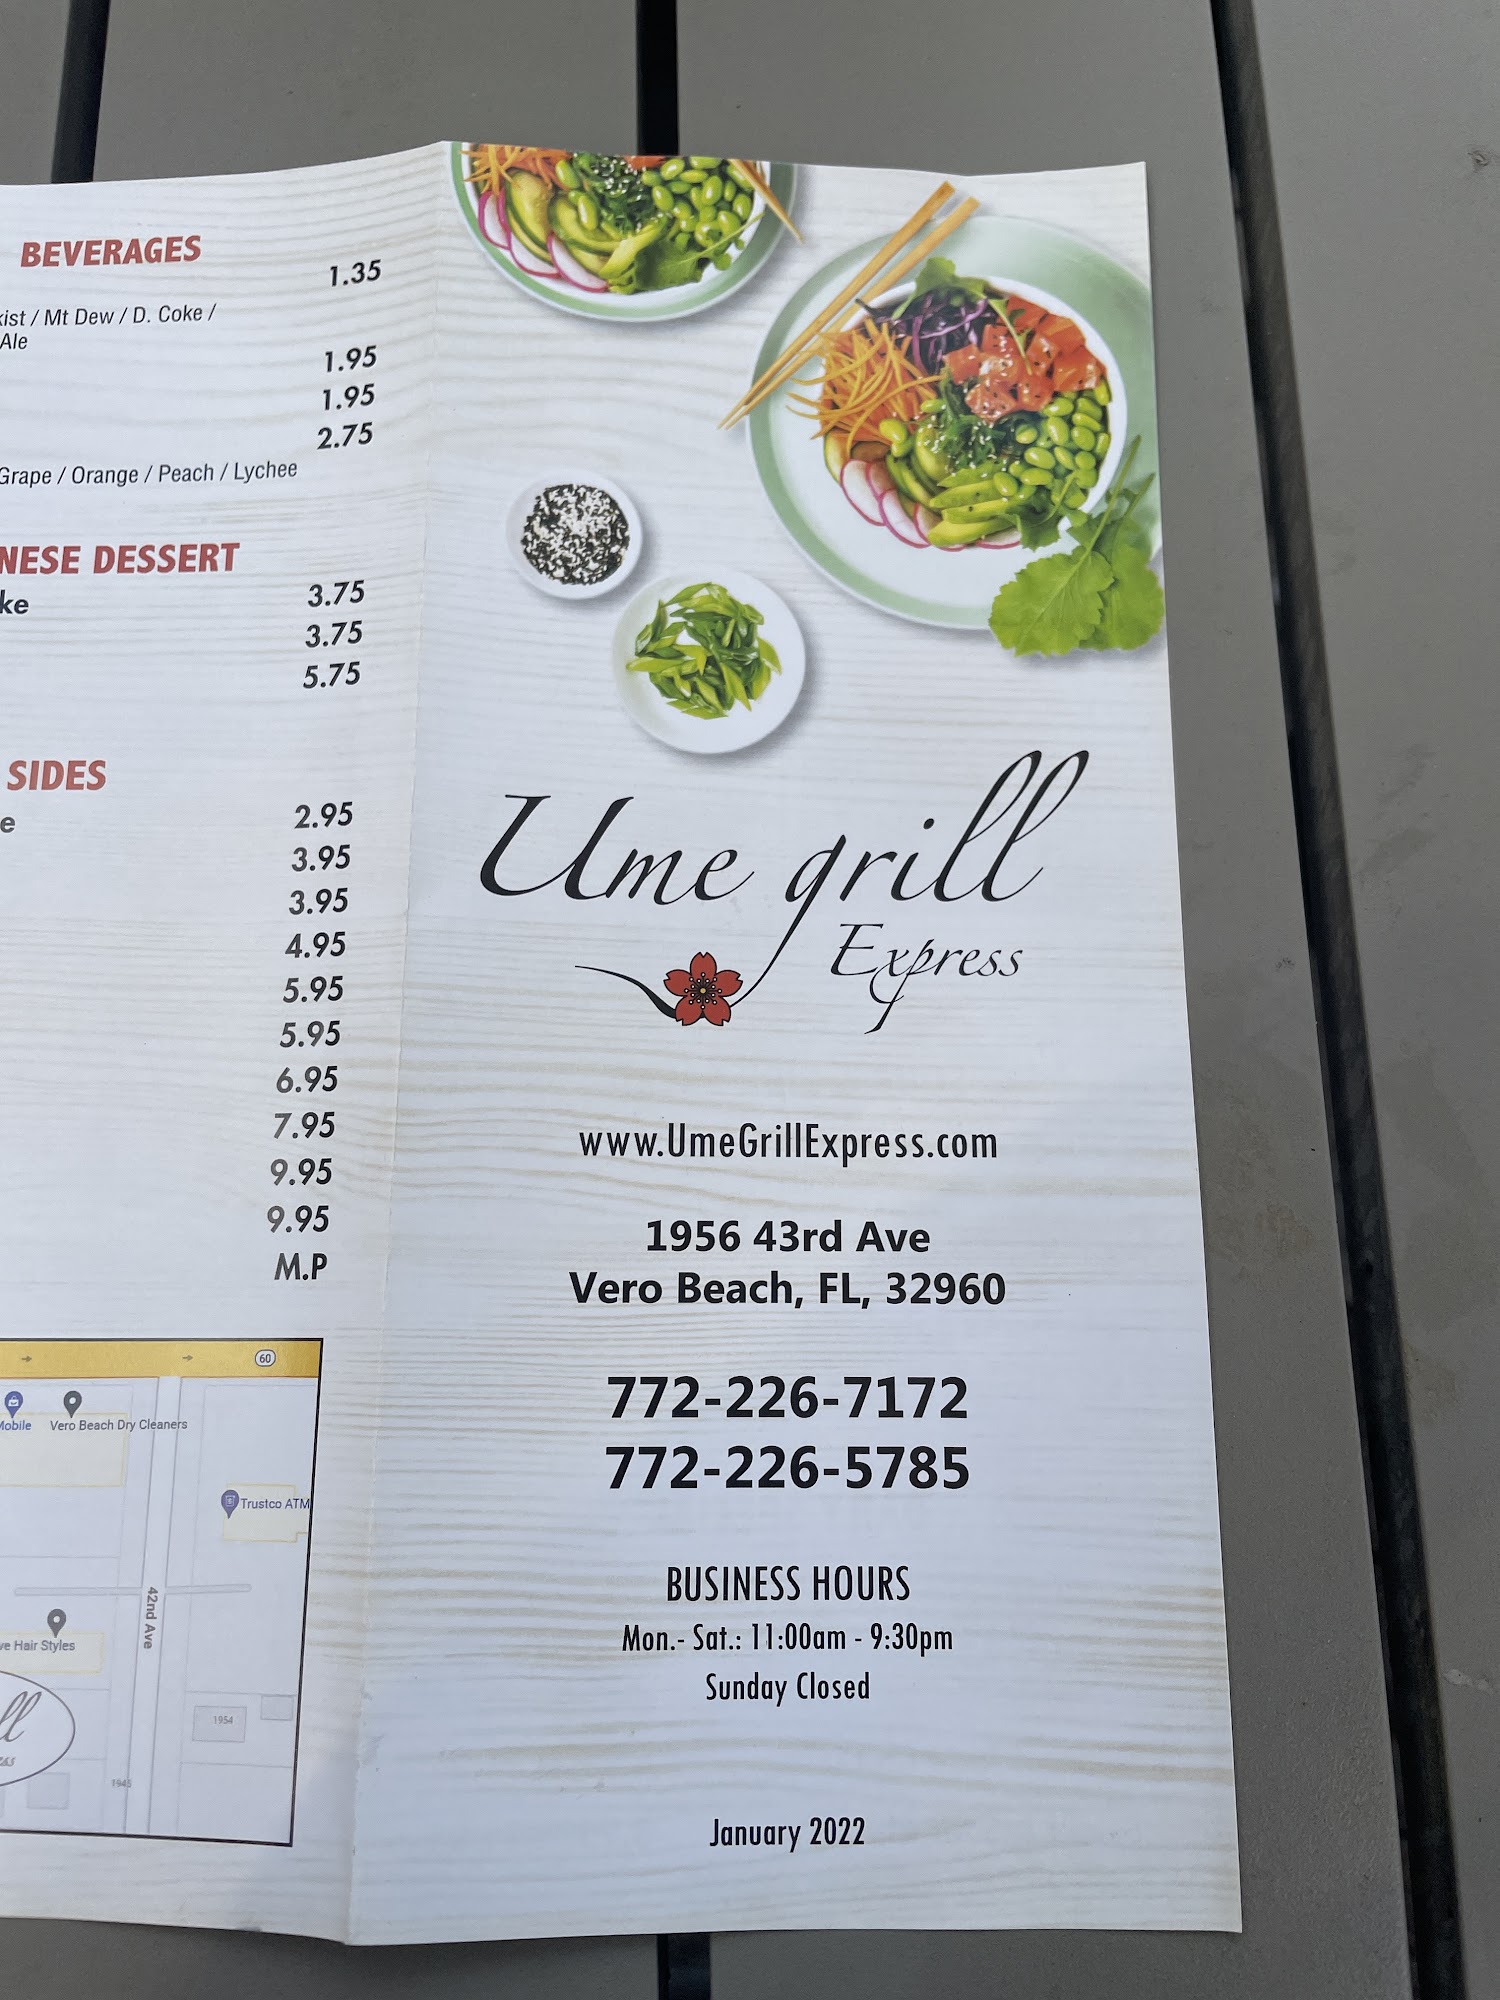 BEVERAGES
1.35
/ Mt Dew / D. Coke /
Ale
1.95
1.95
2.75
Grape / Orange / Peach / Lychee
DESSERT
3.75
3.75
5.75
SIDES
2.95
3.95
3.95
4.95
5.95
5.95
6.95
7.95
9.95
9.95
M.P
60
Vero Beach Dry Cleaners
Trustco ATM
42nd Ave
Hair Styles
1954
1945
Ume grill
Express
www.UmeGrillExpress.com
1956 43rd Ave
Vero Beach, FL, 32960
772-226-7172
772-226-5785
BUSINESS HOURS
Mon.- Sat.: 11:00am - 9:30pm
Sunday Closed
January 2022